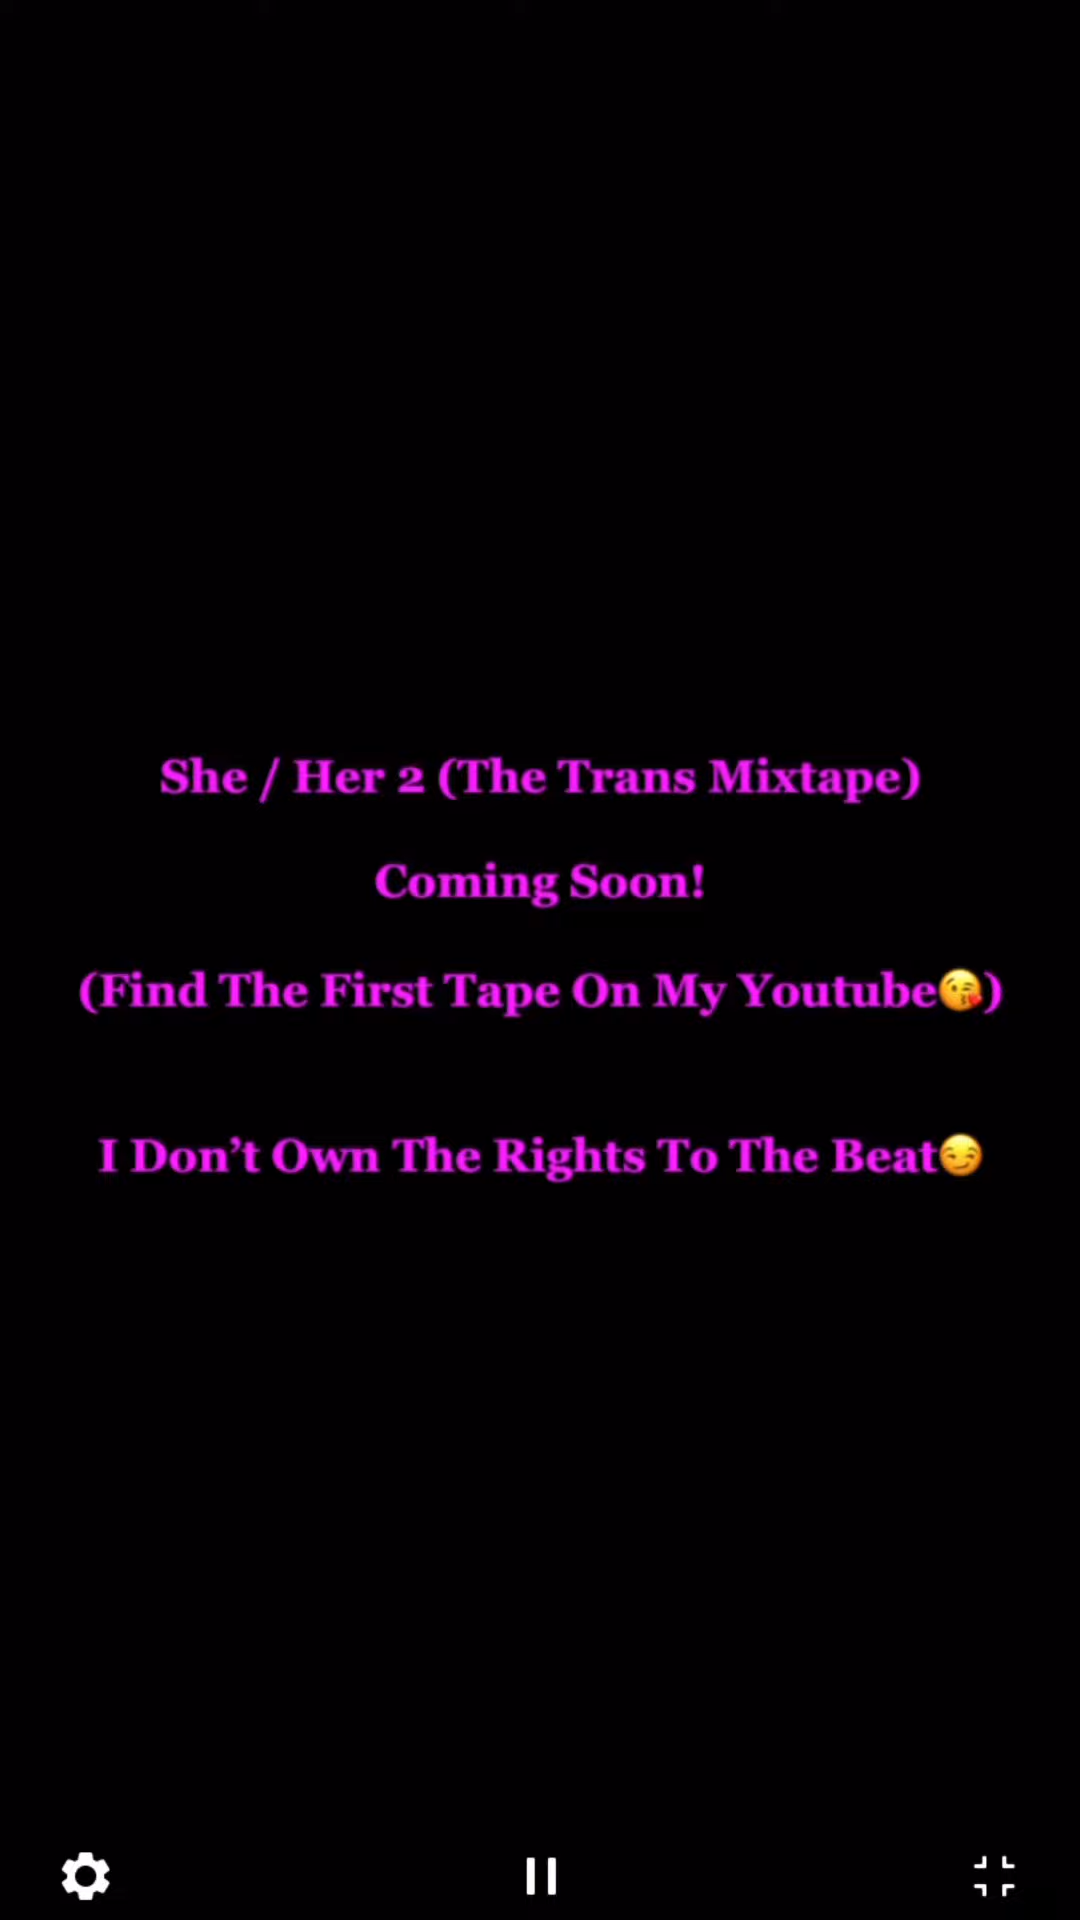 She / Her 2 (The Trans Mixtape)
Coming Soon!
(Find The First Tape On My Youtube😘)
I Don’t Own The Rights To The Beat😏